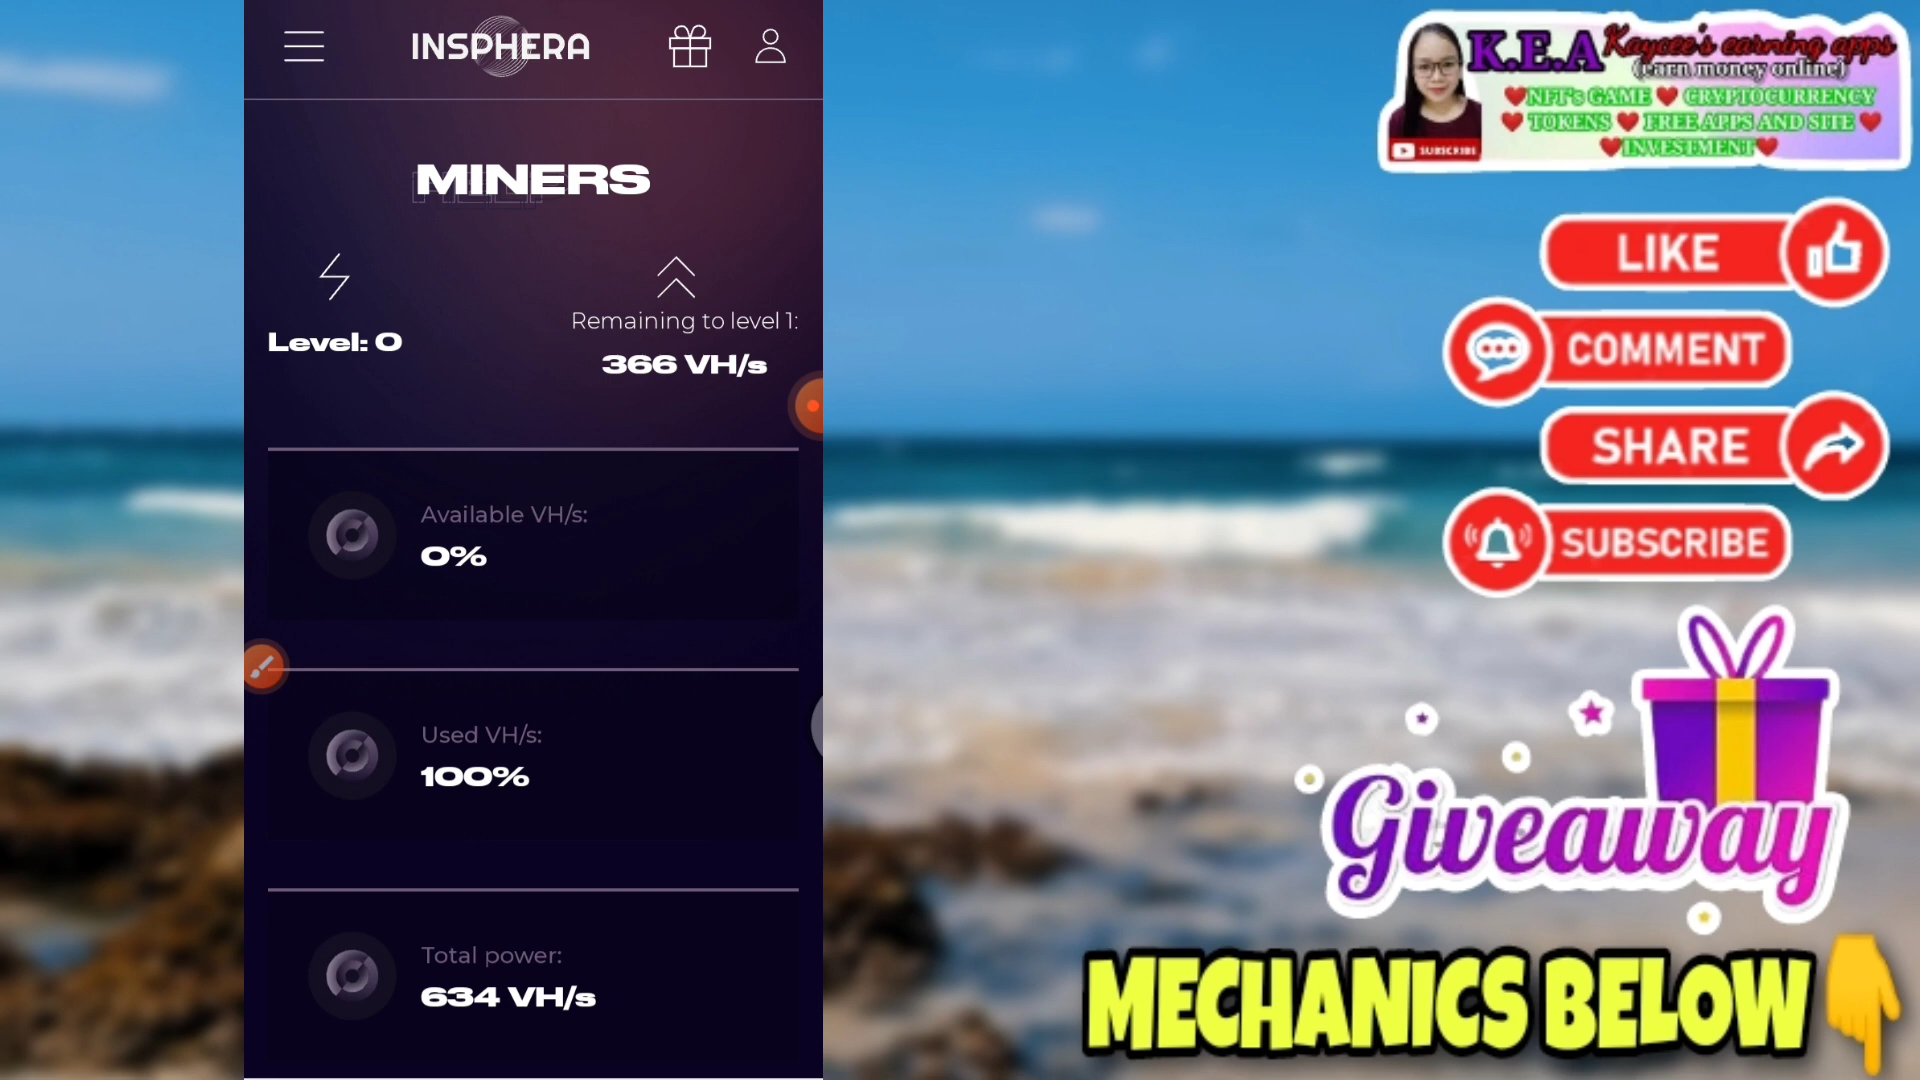 INSPHERA
MINERS
Level: 0
Remaining to level 1:
366 VH/s
Available VH/s:
0%
Used VH/s:
100%
Total power:
634 VH/s
K.E.A Kaycee's earning apps
(earn money online)
NFT's GAME ❤️ CRYPTOCURRENCY
❤️ TOKENS ❤️ FREE APPS AND SITE ❤️
❤️INVESTMENT❤️
SUBSCRIBE
LIKE
COMMENT
SHARE
SUBSCRIBE
Giveaway
MECHANICS BELOW